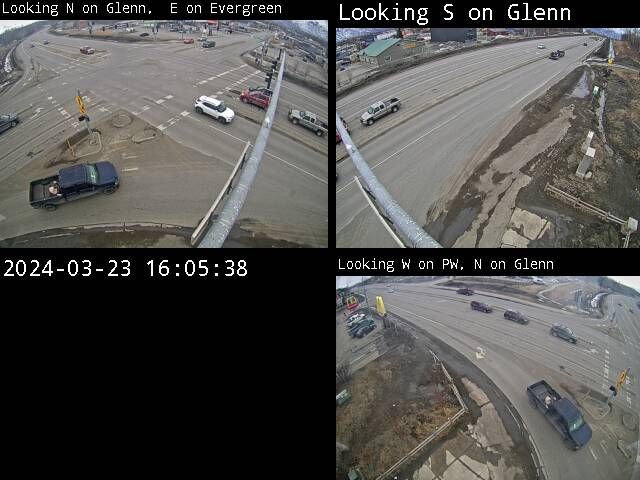 Looking N on Glenn, E on Evergreen
Looking S on Glenn
2024-03-23 16:05:38
Looking W on PW, N on Glenn